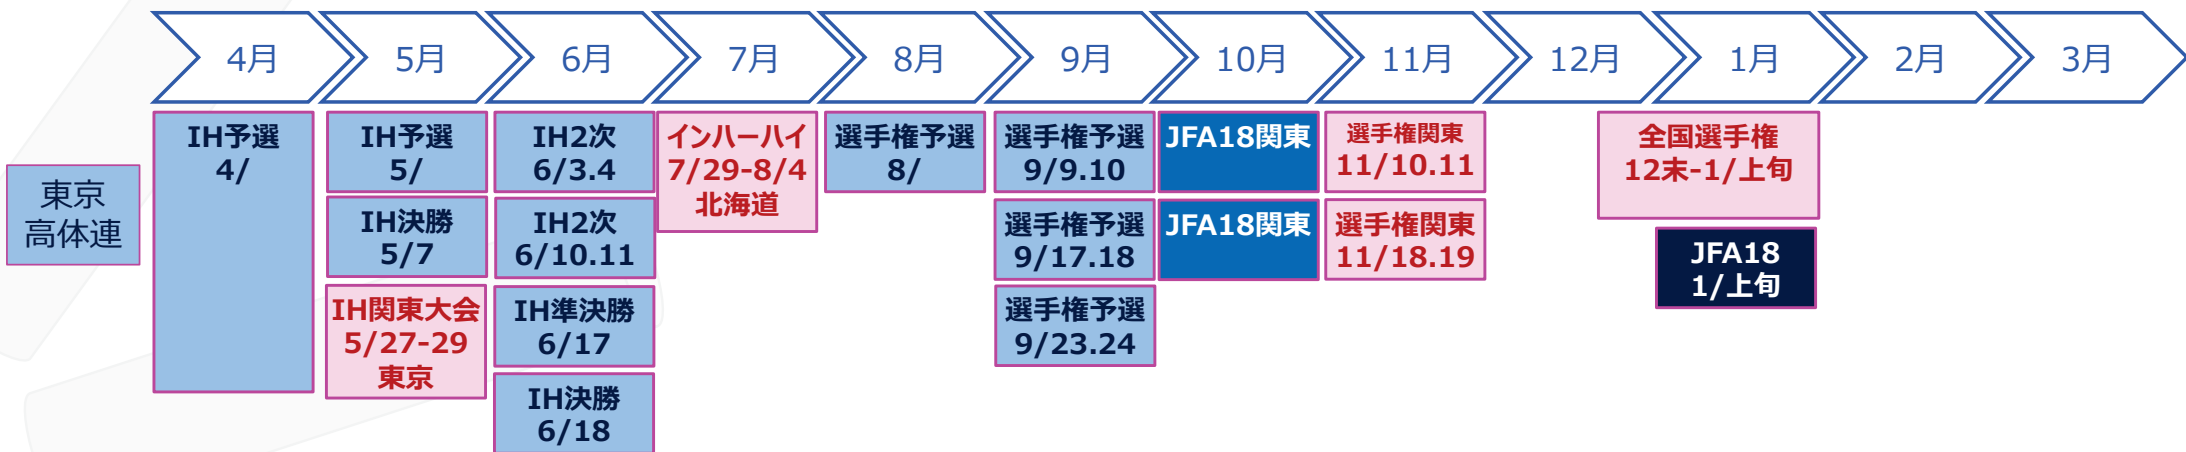 4月
5月
6月
7月
8月
9月
10月
11月
12月
1月
2月
3月
東京
高体連
IH予選
4/
IH予選
5/
IH決勝
5/7
IH関東大会
5/27-29
東京
IH2次
6/3.4
IH2次
6/10.11
IH準決勝
6/17
IH決勝
6/18
インハーハイ
7/29-8/4
北海道
選手権予選
8/
選手権予選
9/9.10
選手権予選
9/17.18
選手権予選
9/23.24
JFA18関東
JFA18関東
選手権関東
11/10.11
選手権関東
11/18.19
全国選手権
12末-1/上旬
JFA18
1/上旬